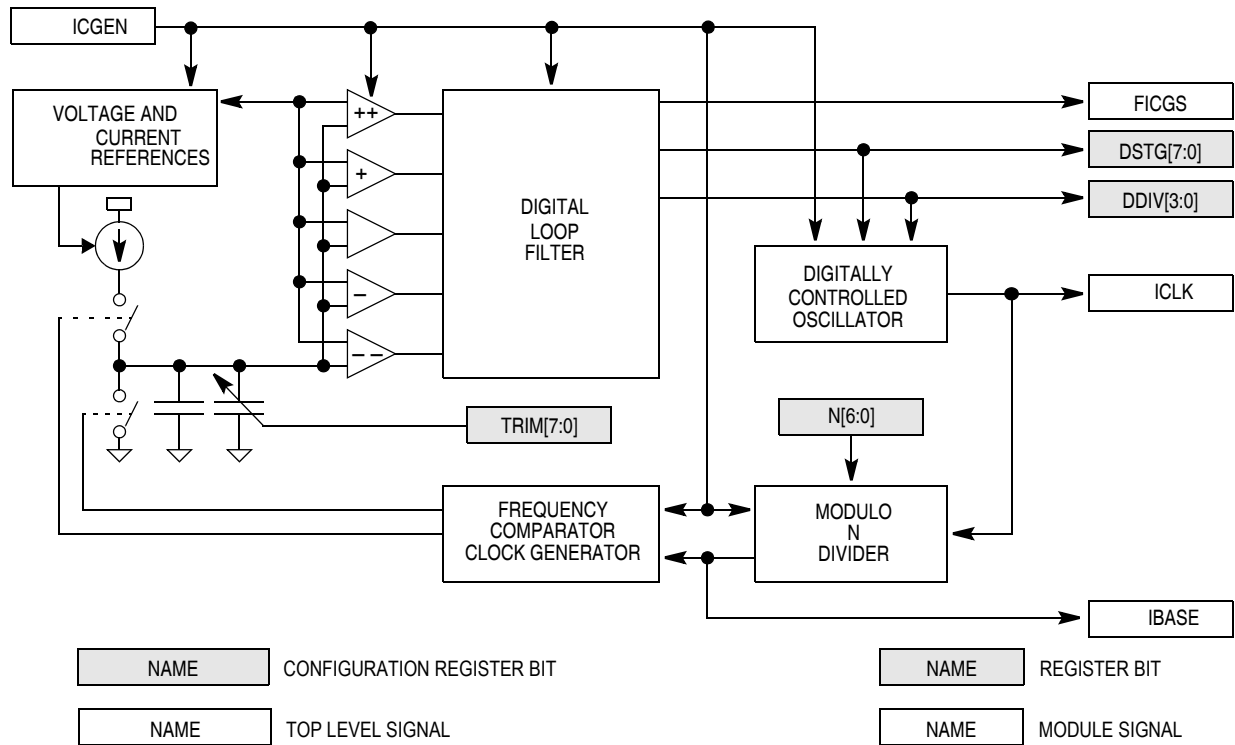 ICGEN
VOLTAGE AND
CURRENT
REFERENCES
++
+
–
– –
DIGITAL
LOOP
FILTER
FICGS
DSTG[7:0]
DDIV[3:0]
DIGITALLY
CONTROLLED
OSCILLATOR
ICLK
TRIM[7:0]
N[6:0]
FREQUENCY
COMPARATOR
CLOCK GENERATOR
MODULO
N
DIVIDER
IBASE
NAME CONFIGURATION REGISTER BIT
NAME REGISTER BIT
NAME TOP LEVEL SIGNAL
NAME MODULE SIGNAL